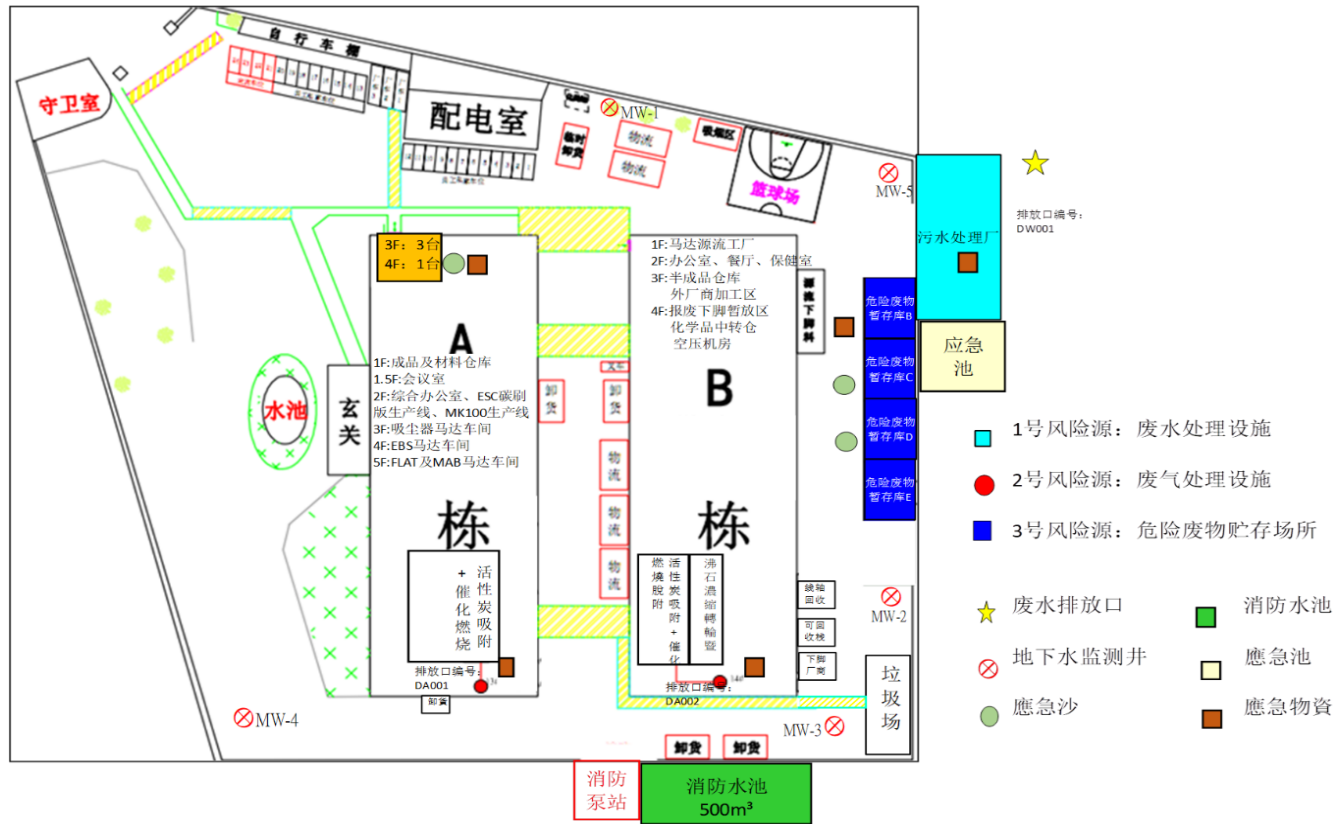 自行车棚
守卫室
配电室
临时
卸货
物流
物流
吸烟区
篮球场
MW-1
MW-5
排放口编号:
DW001
污水处理厂
3F: 3台
4F: 1台
1F:马达源流工厂
2F:办公室、餐厅、保健室
3F:半成品仓库
外厂商加工区
4F:报废下脚暂放区
化学品中转仓
空压机房
源流下脚料
危险废物
暂存库B
危险废物
暂存库C
危险废物
暂存库D
危险废物
暂存库E
应急
池
A
栋
1F:成品及材料仓库
1.5F:会议室
2F:综合办公室、ESC碳刷
版生产线、MK100生产线
3F:吸尘器马达车间
4F:EBS马达车间
5F:FLAT及MAB马达车间
水池
玄关
卸货
卸货
物流
物流
物流
B
栋
活性炭吸附
+催化燃烧
排放口编号:
DA001
卸貨
沸石濃缩轉輪暨
活性炭吸附+催化
燃燒脫附
排放口编号:
DA002
绕轴
回收
可回
收栈
下脚
厂商
MW-2
垃圾场
MW-3
MW-4
卸货
卸货
消防
泵站
消防水池
500m³
1号风险源: 废水处理设施
2号风险源: 废气处理设施
3号风险源: 危险废物贮存场所
废水排放口
消防水池
地下水监测井
應急池
應急沙
應急物資